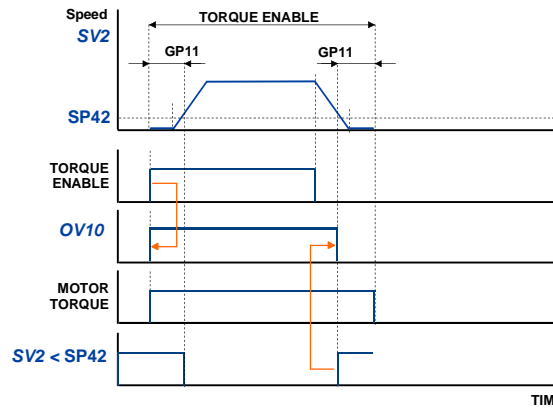 Speed
TORQUE ENABLE
SV2
GP11
GP11
SP42
TORQUE
ENABLE
OV10
MOTOR
TORQUE
SV2 < SP42
TIM